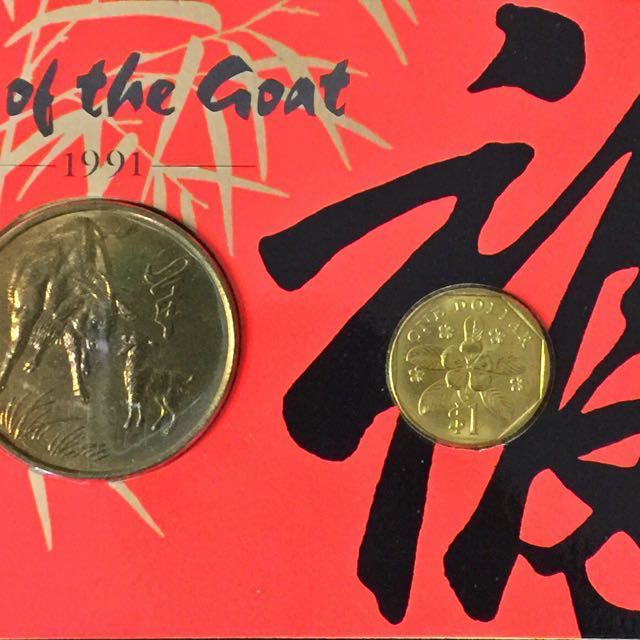 of the Goat
1991
ONE DOLLAR
$1